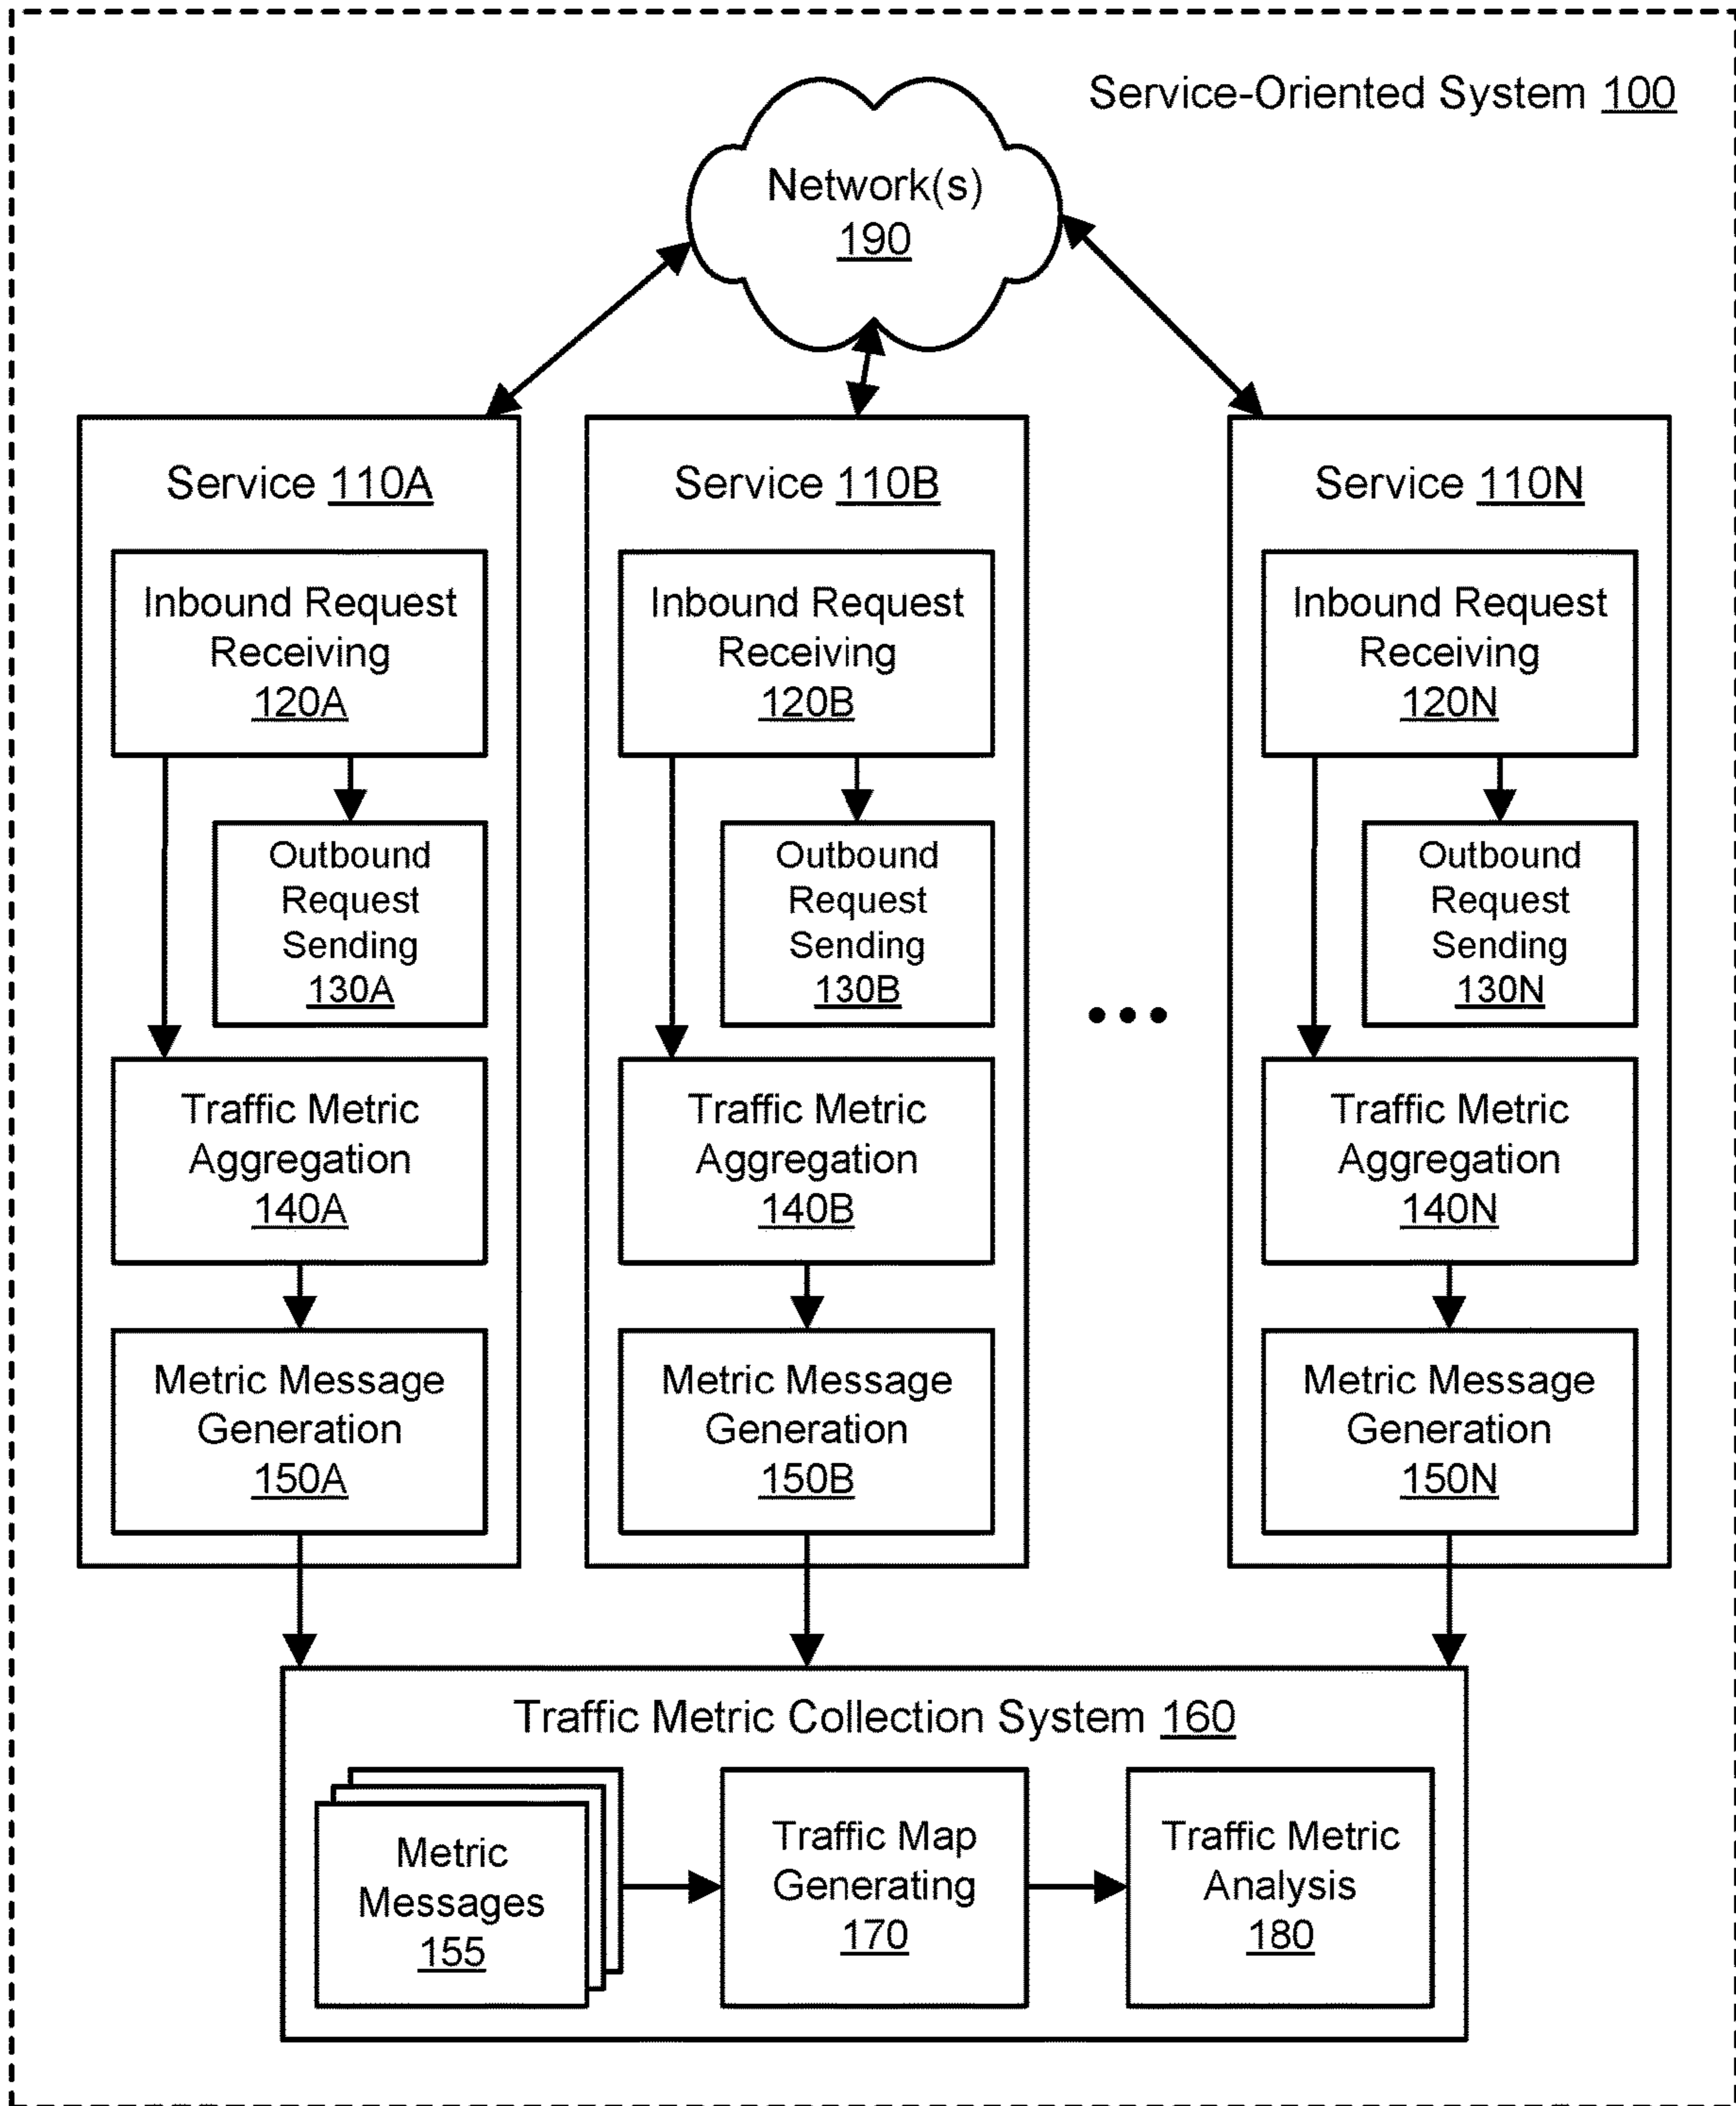 Service-Oriented System 100
Network(s)
190
Service 110A
Inbound Request
Receiving
120A
Outbound
Request
Sending
130A
Traffic Metric
Aggregation
140A
Metric Message
Generation
150A
Service 110B
Inbound Request
Receiving
120B
Outbound
Request
Sending
130B
Traffic Metric
Aggregation
140B
Metric Message
Generation
150B
Service 110N
Inbound Request
Receiving
120N
Outbound
Request
Sending
130N
Traffic Metric
Aggregation
140N
Metric Message
Generation
150N
Traffic Metric Collection System 160
Metric
Messages
155
Traffic Map
Generating
170
Traffic Metric
Analysis
180